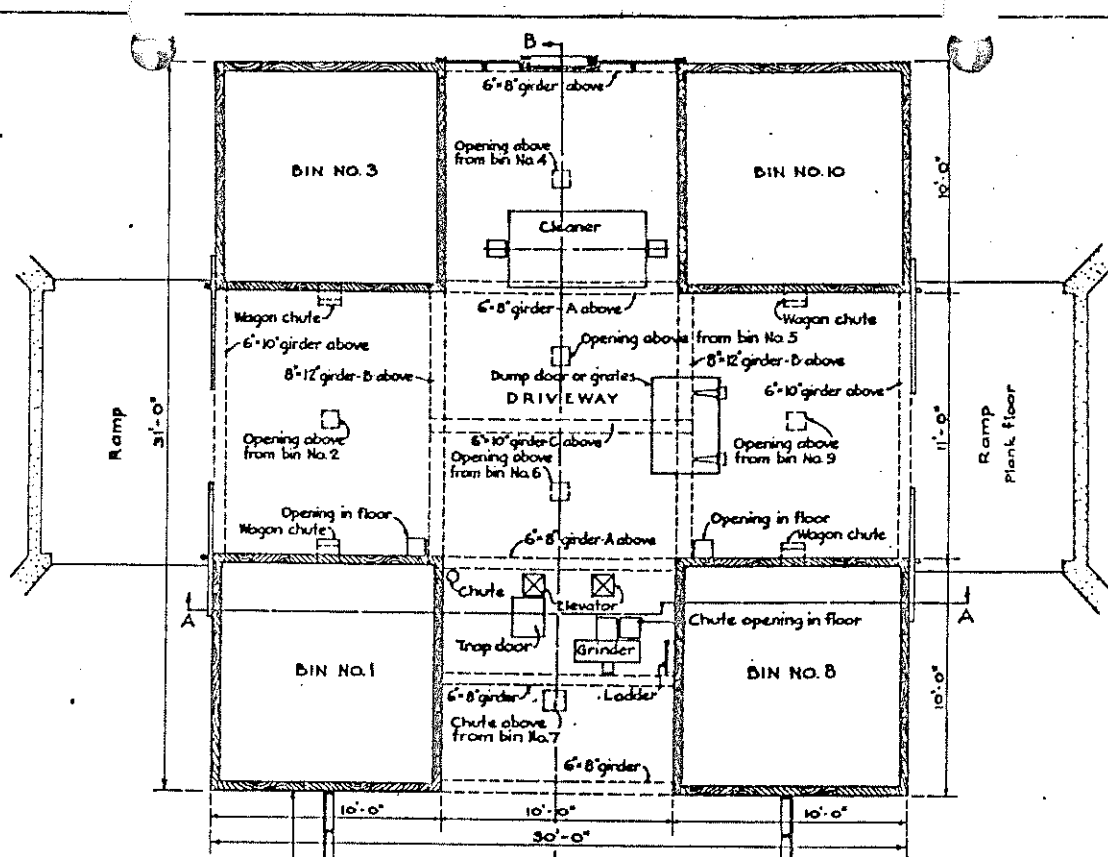 B
6"×8" girder above
Opening above
from bin No.4
BIN NO. 3
BIN NO. 10
10'-0"
Cleaner
6"×8" girder-A above
Wagon chute
Wagon chute
6"×10" girder above
Opening above from bin No.5
8"×12" girder-B above
8"×12" girder-B above
Dump door or grates
6"×10" girder above
DRIVEWAY
Ramp
31'-0"
11'-0"
Ramp
Plank floor
Opening above
from bin No.2
6"×10" girder-C above
Opening above
from bin No.6
Opening above
from bin No.9
Opening in floor
Wagon chute
6"×8" girder-A above
Opening in floor
Wagon chute
Chute
Elevator
A
A
Chute opening in floor
Trap door
Grinder
BIN NO. 1
BIN NO. 8
6"×8" girder
Ladder
10'-0"
Chute above
from bin No.7
6"×8" girder
10'-0"
10'-0"
10'-0"
30'-0"